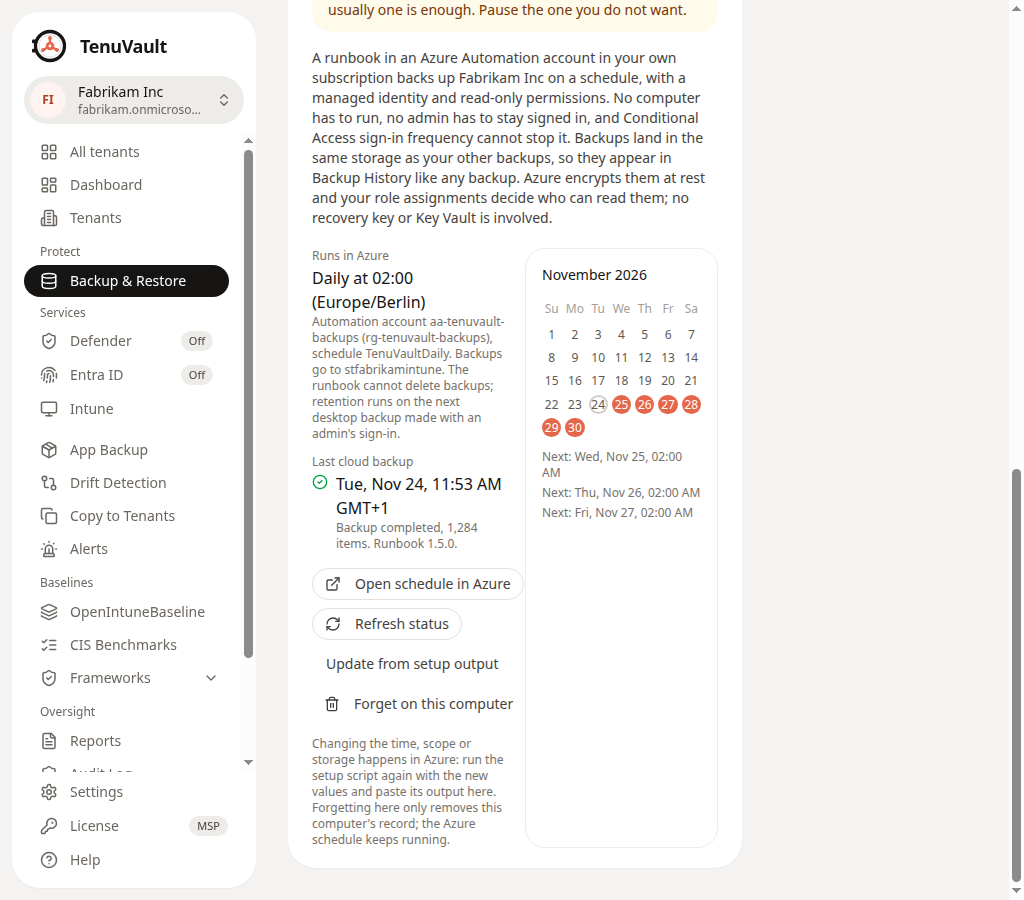 TenuVault
FI
Fabrikam Inc
fabrikam.onmicroso...
All tenants
Dashboard
Tenants
Protect
Backup & Restore
Services
Defender
Off
Entra ID
Off
Intune
App Backup
Drift Detection
Copy to Tenants
Alerts
Baselines
OpenIntuneBaseline
CIS Benchmarks
Frameworks
Oversight
Reports
Audit Log
Settings
License
MSP
Help
usually one is enough. Pause the one you do not want.
A runbook in an Azure Automation account in your own
subscription backs up Fabrikam Inc on a schedule, with a
managed identity and read-only permissions. No computer
has to run, no admin has to stay signed in, and Conditional
Access sign-in frequency cannot stop it. Backups land in the
same storage as your other backups, so they appear in
Backup History like any backup. Azure encrypts them at rest
and your role assignments decide who can read them; no
recovery key or Key Vault is involved.
Runs in Azure
Daily at 02:00
(Europe/Berlin)
Automation account aa-tenuvault-
backups (rg-tenuvault-backups),
schedule TenuVaultDaily. Backups
go to stfabrikamintune. The
runbook cannot delete backups;
retention runs on the next
desktop backup made with an
admin's sign-in.
Last cloud backup
Tue, Nov 24, 11:53 AM
GMT+1
Backup completed, 1,284
items. Runbook 1.5.0.
Open schedule in Azure
Refresh status
Update from setup output
Forget on this computer
Changing the time, scope or
storage happens in Azure: run the
setup script again with the new
values and paste its output here.
Forgetting here only removes this
computer's record; the Azure
schedule keeps running.
November 2026
Su Mo Tu We Th Fr Sa
1 2 3 4 5 6 7
8 9 10 11 12 13 14
15 16 17 18 19 20 21
22 23 24 25 26 27 28
29 30
Next: Wed, Nov 25, 02:00
AM
Next: Thu, Nov 26, 02:00 AM
Next: Fri, Nov 27, 02:00 AM